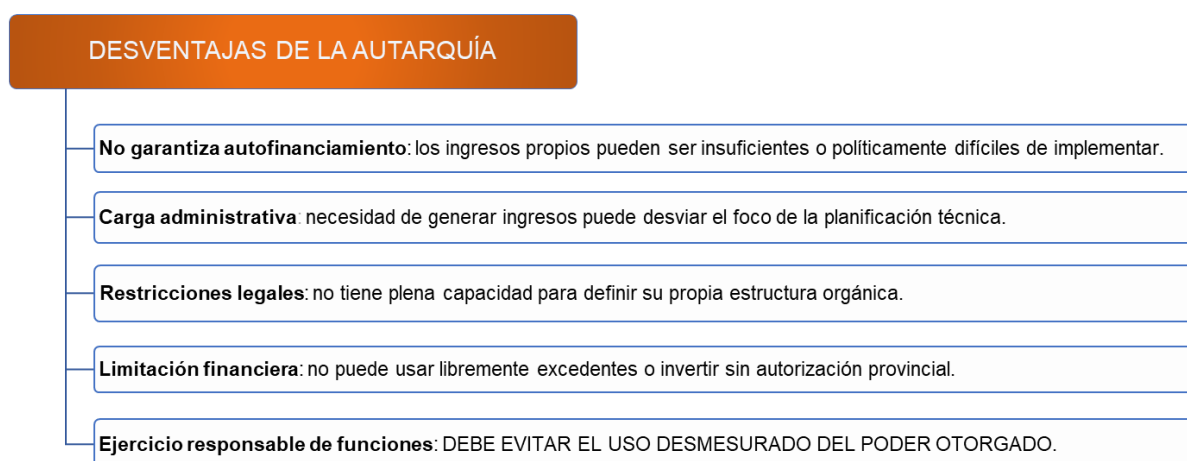 DESVENTAJAS DE LA AUTARQUÍA
No garantiza autofinanciamiento: los ingresos propios pueden ser insuficientes o políticamente difíciles de implementar.
Carga administrativa: necesidad de generar ingresos puede desviar el foco de la planificación técnica.
Restricciones legales: no tiene plena capacidad para definir su propia estructura orgánica.
Limitación financiera: no puede usar libremente excedentes o invertir sin autorización provincial.
Ejercicio responsable de funciones: DEBE EVITAR EL USO DESMESURADO DEL PODER OTORGADO.